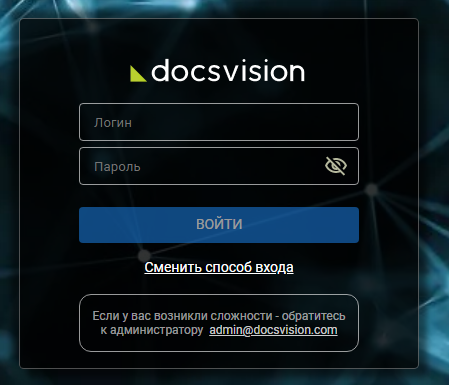 docsvision
Логин
Пароль
ВОЙТИ
Сменить способ входа
Если у вас возникли сложности - обратитесь
к администратору admin@docsvision.com